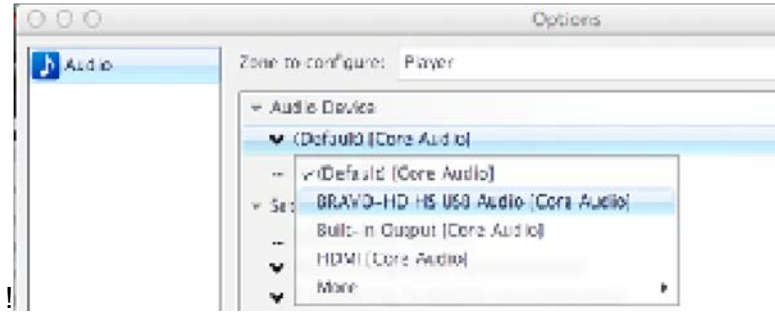 Options
Audio
Zone to configure: Player
Audio Device
(Default) [Core Audio]
(Default) [Core Audio]
BRAVO-HD HS USB Audio [Core Audio]
Built-in Output [Core Audio]
HDMI [Core Audio]
More
!